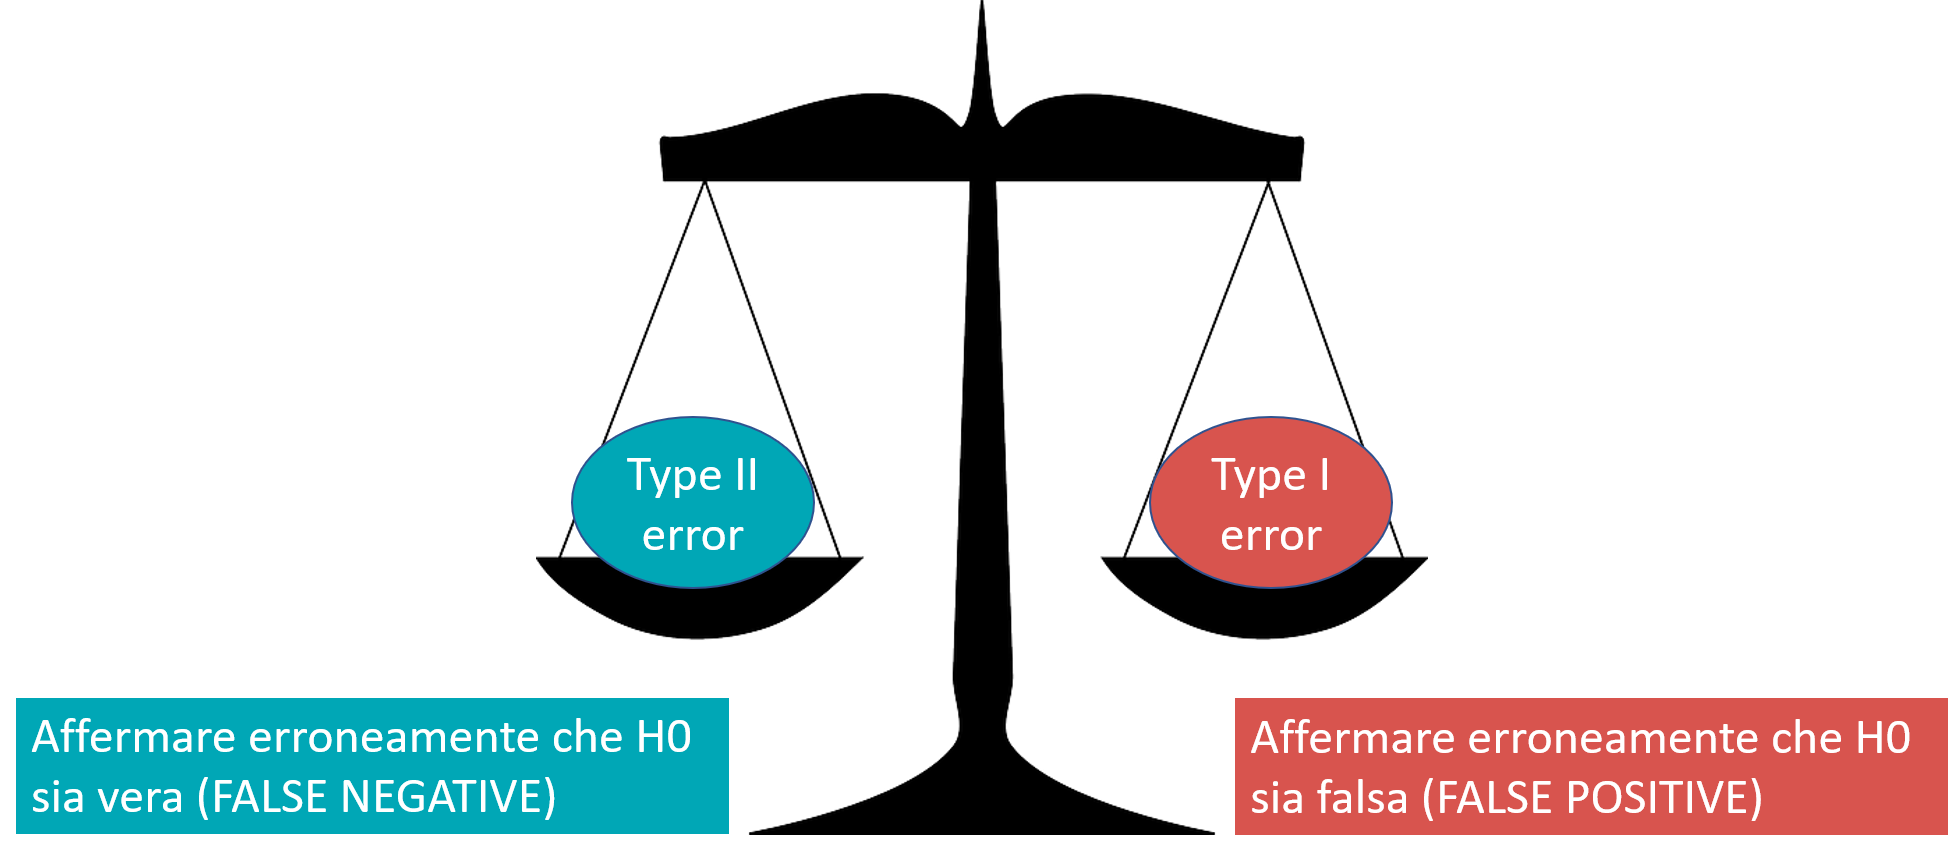 Type II
error
Type I
error
Affermare erroneamente che H0
sia vera (FALSE NEGATIVE)
Affermare erroneamente che H0
sia falsa (FALSE POSITIVE)